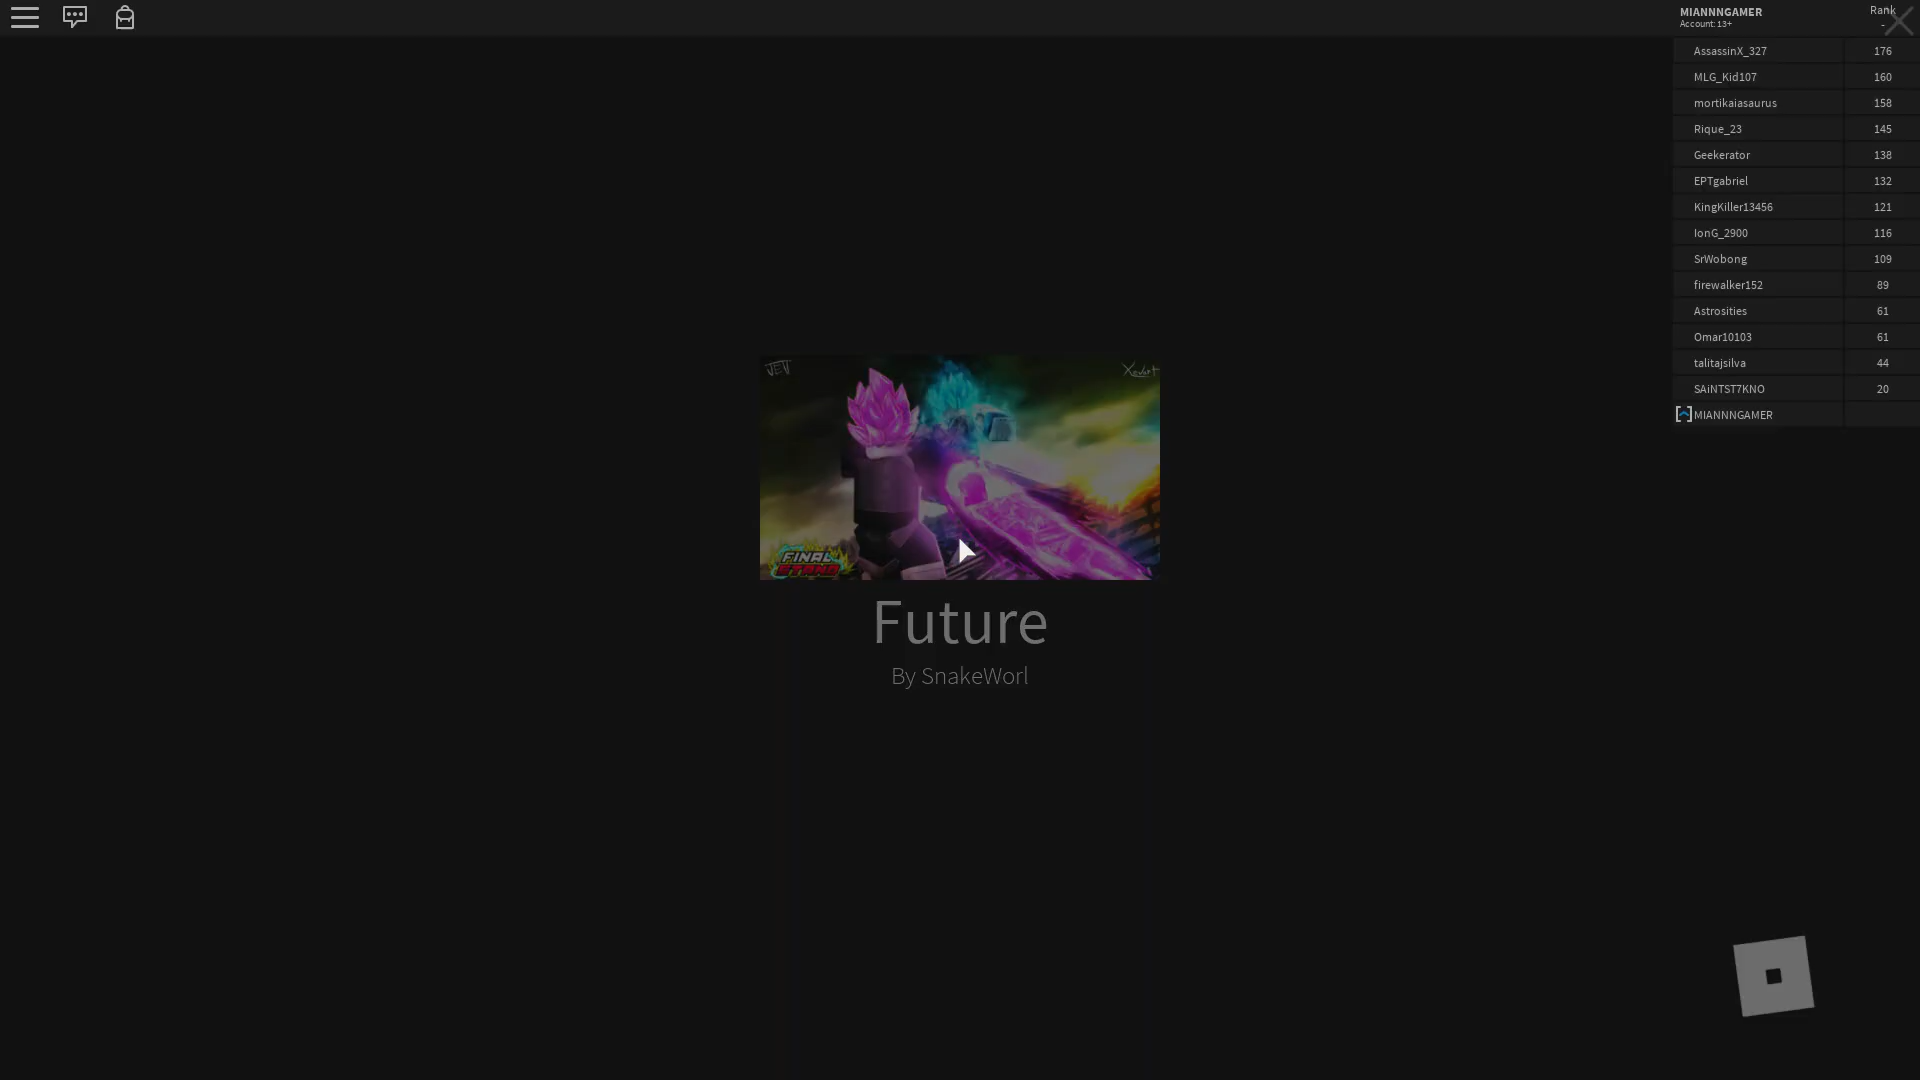 MIANNNGAMER
Account: 13+
Rank
-
AssassinX_327 176
MLG_Kid107 160
mortikaiasaurus 158
Rique_23 145
Geekerator 138
EPTgabriel 132
KingKiller13456 121
IonG_2900 116
SrWobong 109
firewalker152 89
Astrosities 61
Omar10103 61
talitajsilva 44
SAiNTST7KNO 20
MIANNNGAMER
JET
FINAL
STAND
Future
By SnakeWorl